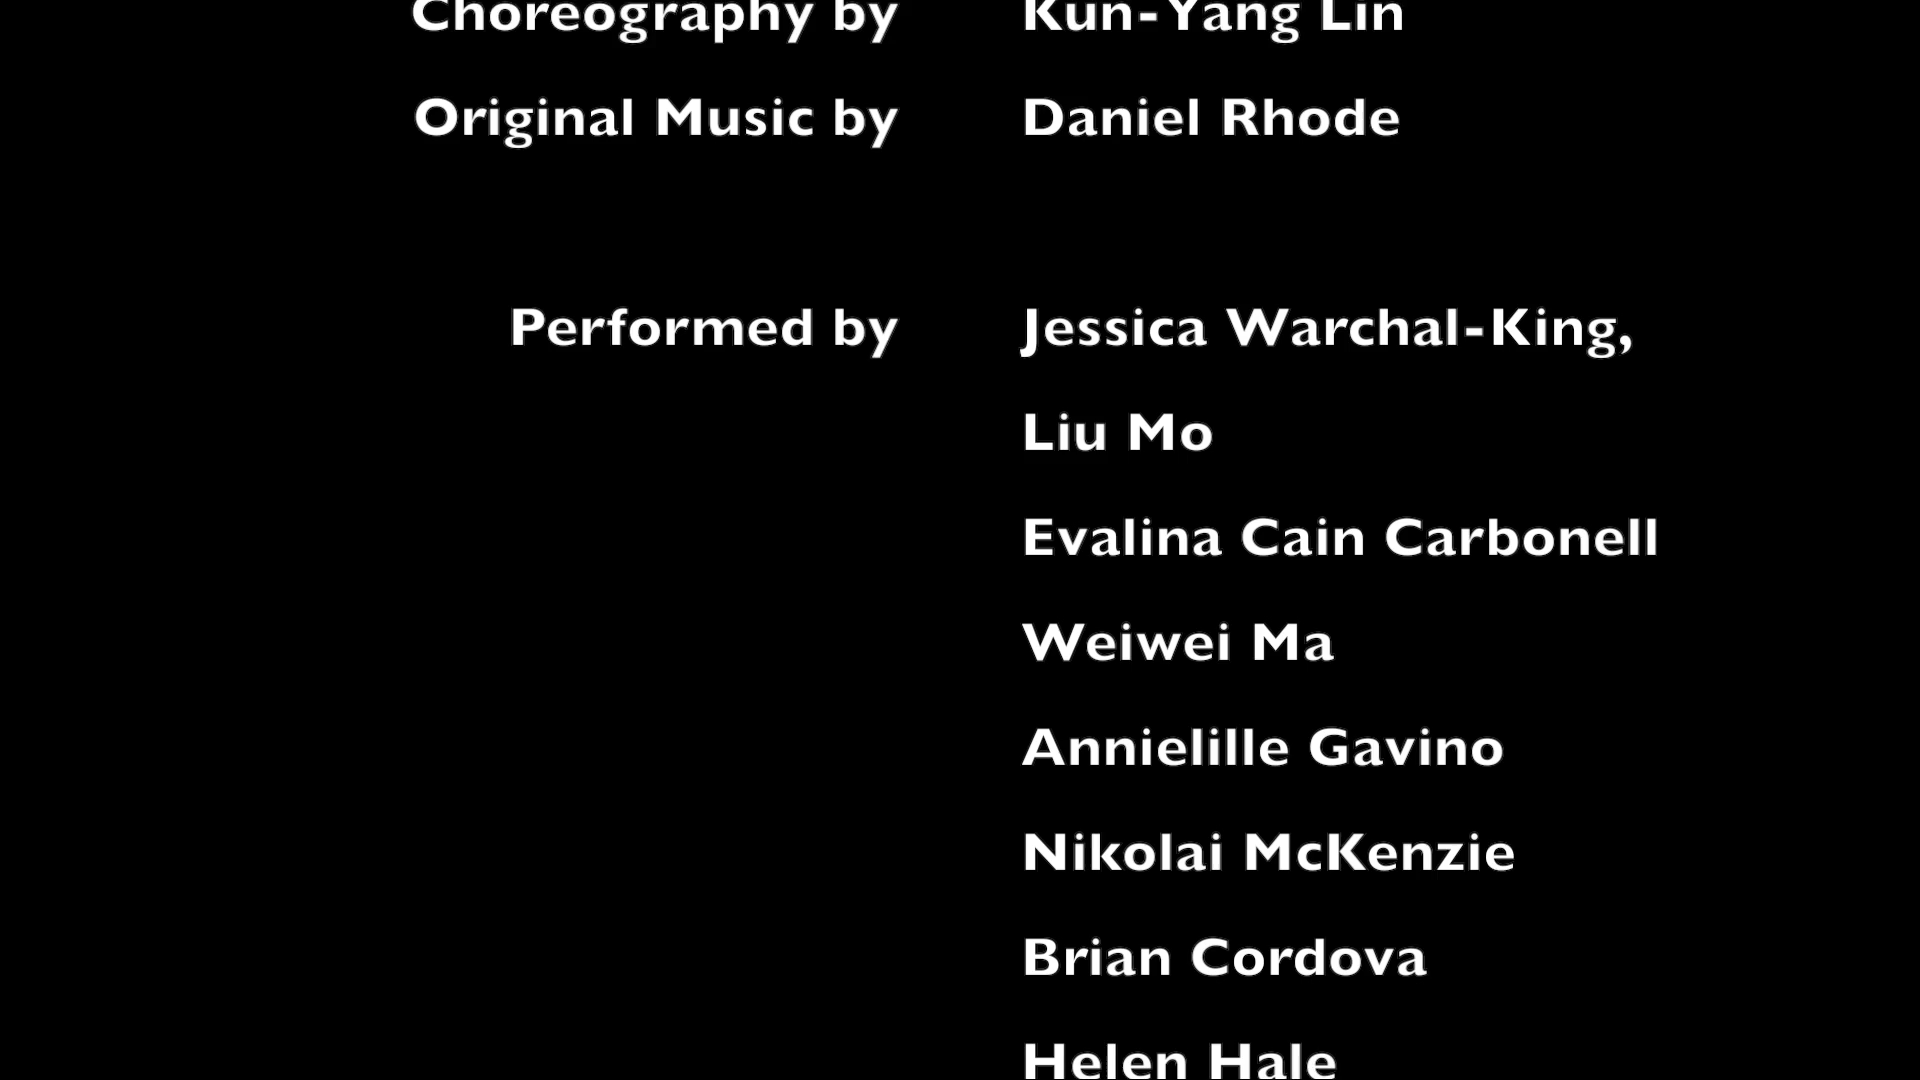 Choreography by Kun-Yang Lin
Original Music by Daniel Rhode
Performed by Jessica Warchal-King,
Liu Mo
Evalina Cain Carbonell
Weiwei Ma
Annielille Gavino
Nikolai McKenzie
Brian Cordova
Helen Hale